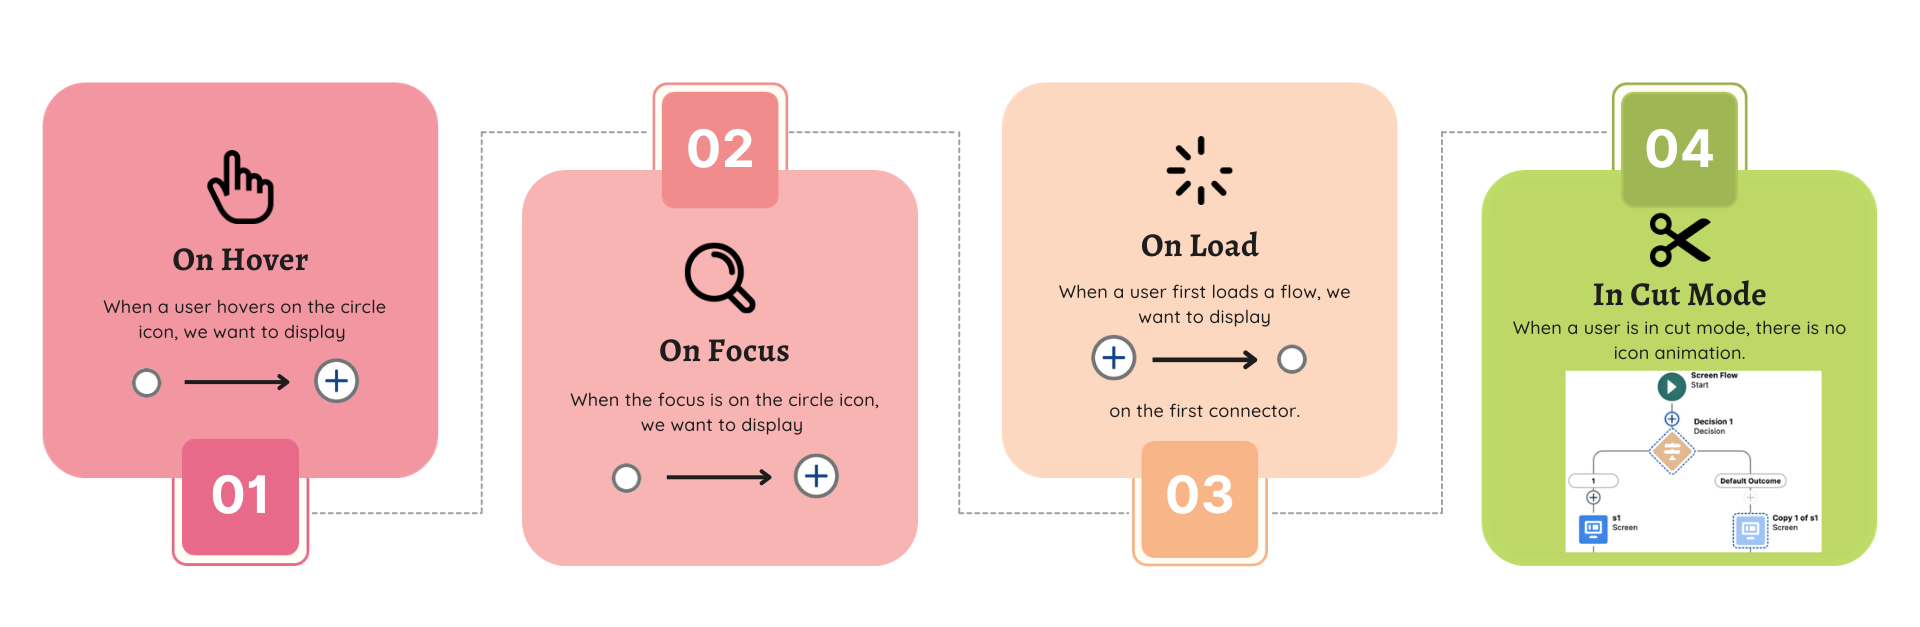 On Hover
When a user hovers on the circle
icon, we want to display
01
02
On Focus
When the focus is on the circle icon,
we want to display
On Load
When a user first loads a flow, we
want to display
on the first connector.
03
04
In Cut Mode
When a user is in cut mode, there is no
icon animation.
Screen Flow
Start
Decision 1
Decision
1
Default Outcome
s1
Screen
Copy 1 of s1
Screen